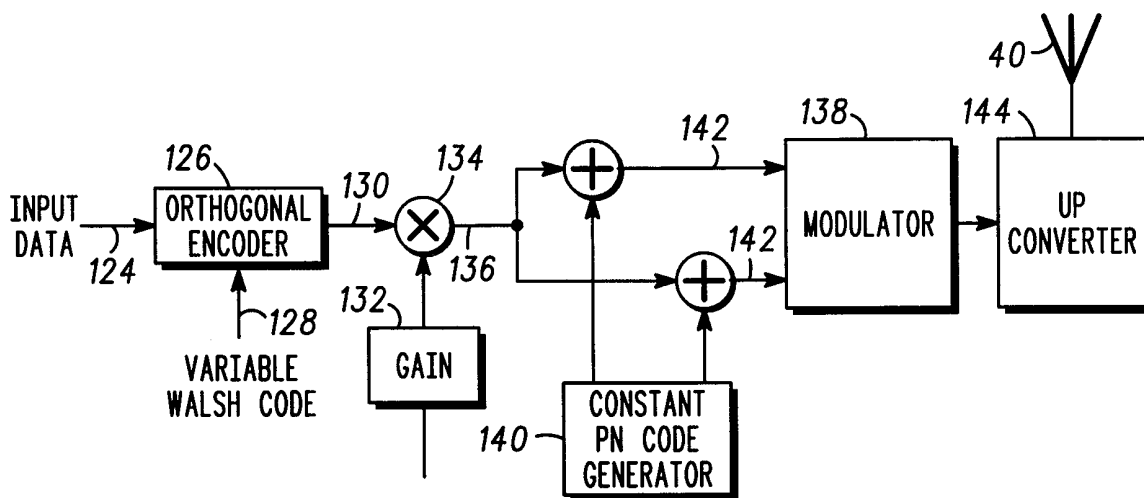 40
138
144
142
126
134
130
INPUT
DATA
ORTHOGONAL
ENCODER
MODULATOR
UP
CONVERTER
124
136
142
132
128
VARIABLE
WALSH CODE
GAIN
140
CONSTANT
PN CODE
GENERATOR